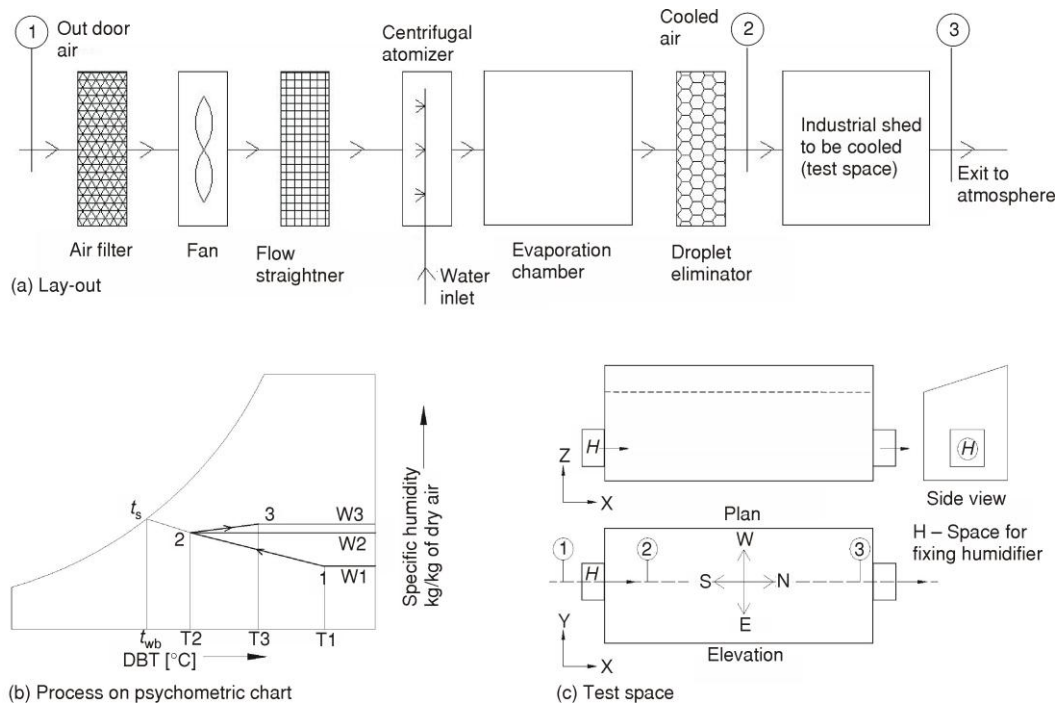 1
Out door
air
Centrifugal
atomizer
Cooled
air
2
3
Industrial shed
to be cooled
(test space)
Exit to
atmosphere
Air filter
Fan
Flow
straightner
Water
inlet
Evaporation
chamber
Droplet
eliminator
(a) Lay-out
Specific humidity
kg/kg of dry air
ts
2
3
1
W3
W2
W1
twb
T2
T3
T1
DBT [°C]
(b) Process on psychometric chart
H
Z
X
Plan
H
Side view
H – Space for
fixing humidifier
1
H
2
W
S
N
E
3
Y
X
Elevation
(c) Test space